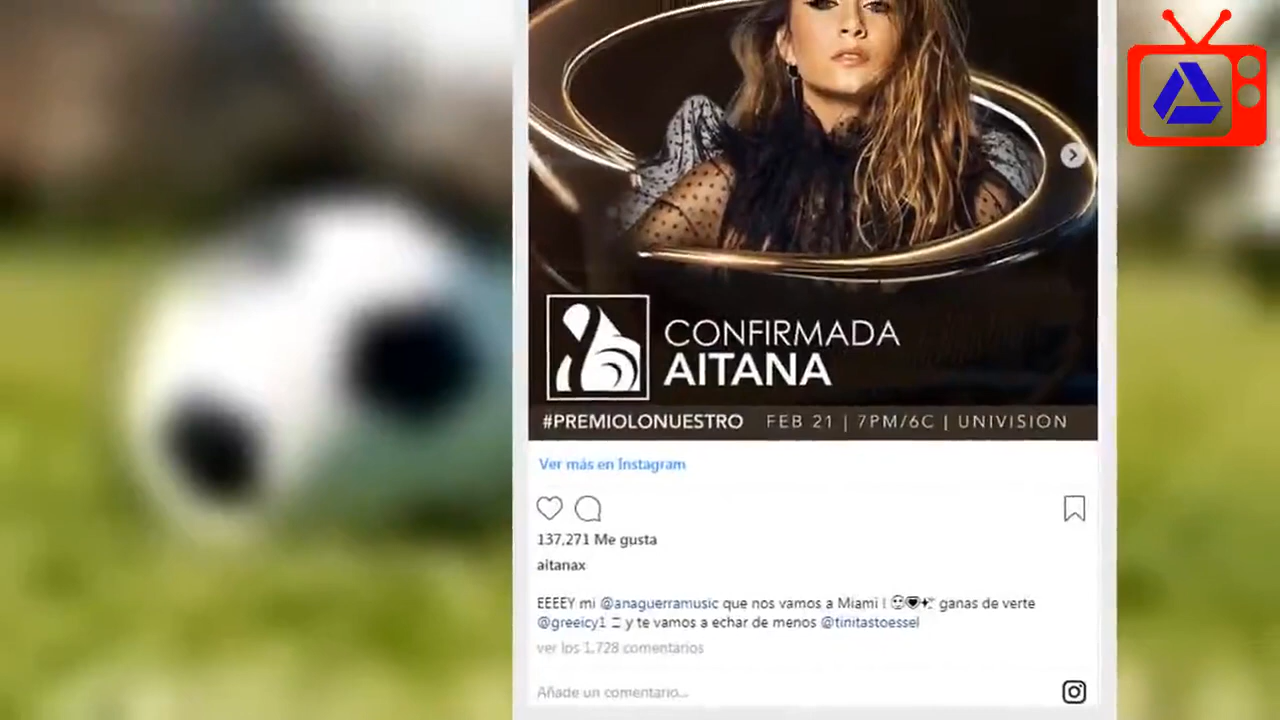 CONFIRMADA
AITANA
#PREMIOLONUESTRO FEB 21 | 7PM/6C | UNIVISION
Ver más en Instagram
137,271 Me gusta
aitanax
EEEEY mi @anaguerramusic que nos vamos a Miami ! ganas de verte
@greeicy1 y te vamos a echar de menos @tinitastoessel
ver los 1,728 comentarios
Añade un comentario...